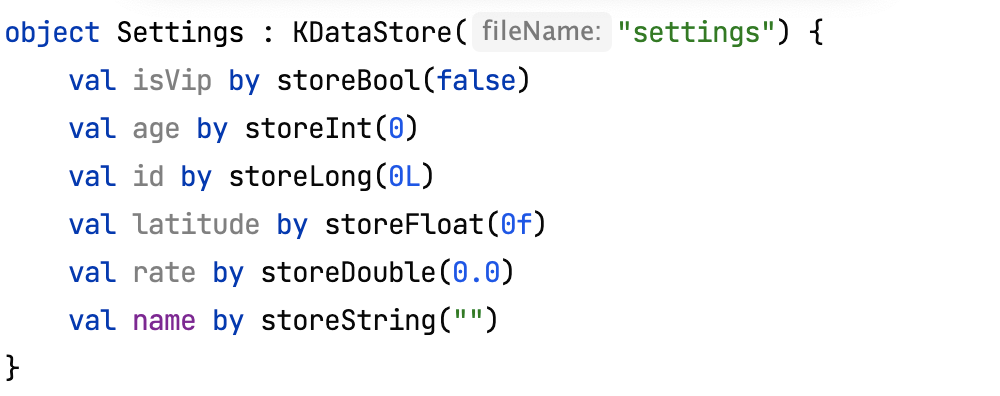 object Settings : KDataStore( fileName: "settings") {
    val isVip by storeBool(false)
    val age by storeInt(0)
    val id by storeLong(0L)
    val latitude by storeFloat(0f)
    val rate by storeDouble(0.0)
    val name by storeString("")
}